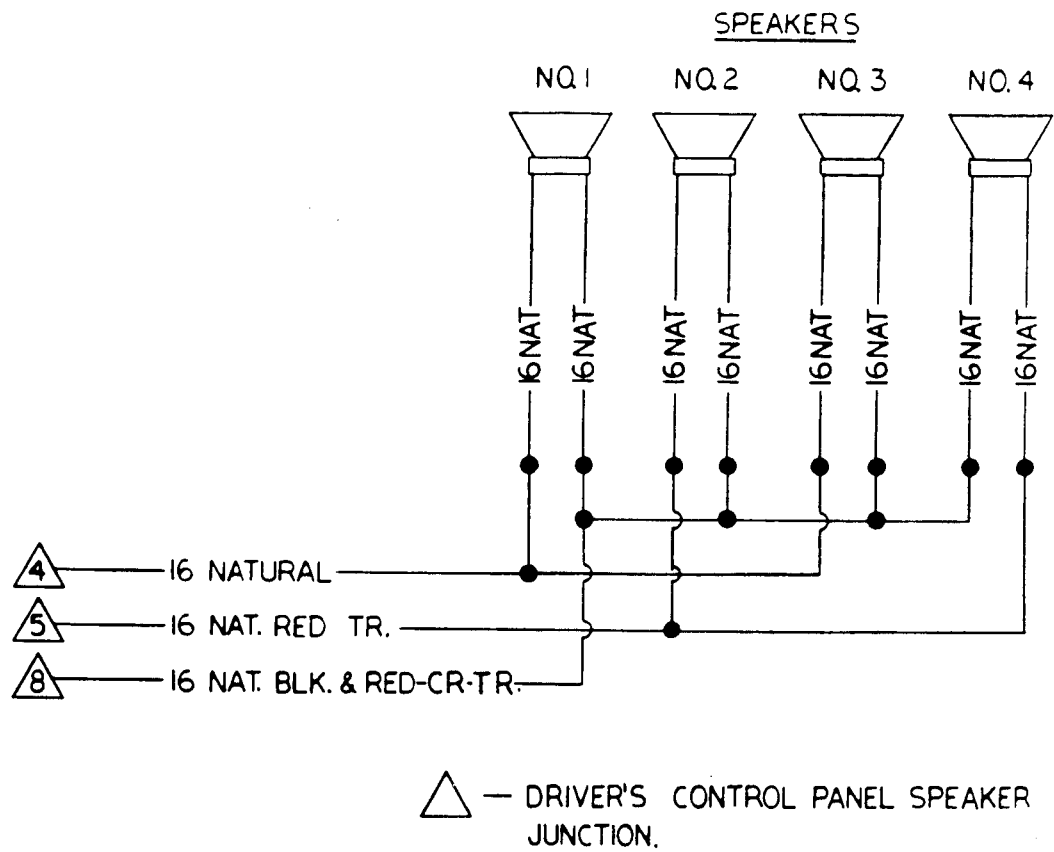 SPEAKERS
NO.1 NO.2 NO.3 NO.4
16NAT 16NAT 16NAT 16NAT 16NAT 16NAT 16NAT 16NAT
4 16 NATURAL
5 16 NAT. RED TR.
8 16 NAT. BLK. & RED-CR-TR.
— DRIVER'S CONTROL PANEL SPEAKER
JUNCTION.